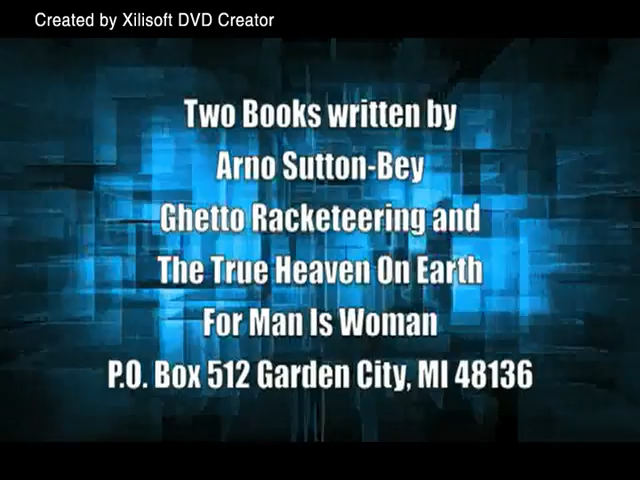 Created by Xilisoft DVD Creator
Two Books written by
Arno Sutton-Bey
Ghetto Racketeering and
The True Heaven On Earth
For Man Is Woman
P.O. Box 512 Garden City, MI 48136